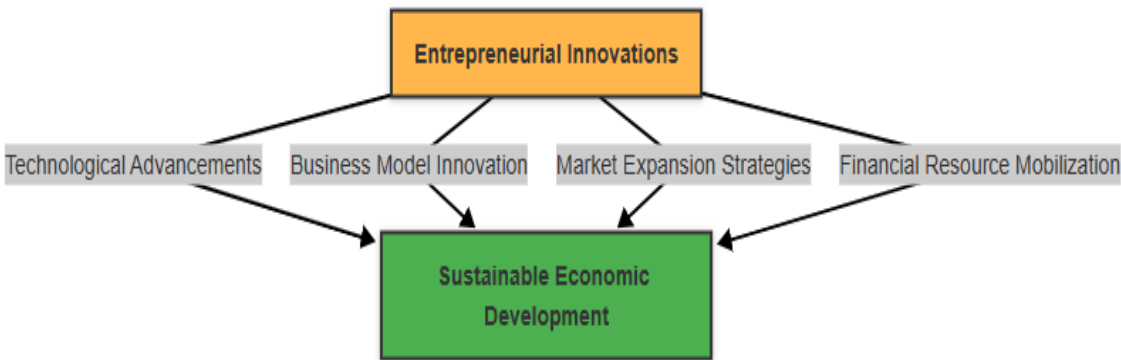 Entrepreneurial Innovations
Technological Advancements
Business Model Innovation
Market Expansion Strategies
Financial Resource Mobilization
Sustainable Economic
Development